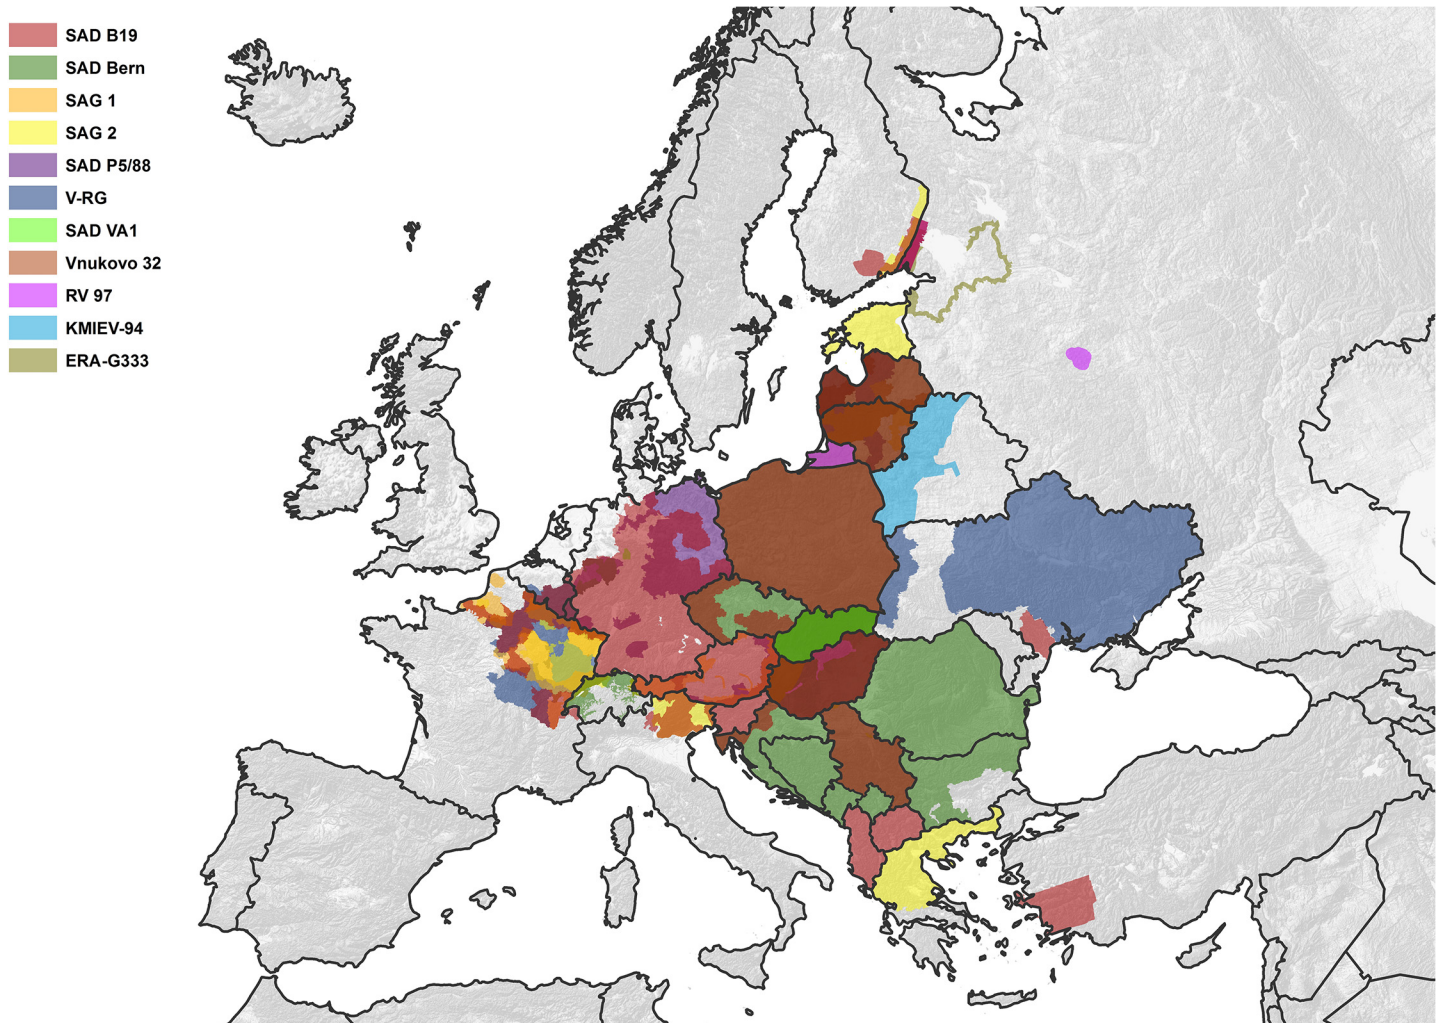 SAD B19
SAD Bern
SAG 1
SAG 2
SAD P5/88
V-RG
SAD VA1
Vnukovo 32
RV 97
KMIEV-94
ERA-G333